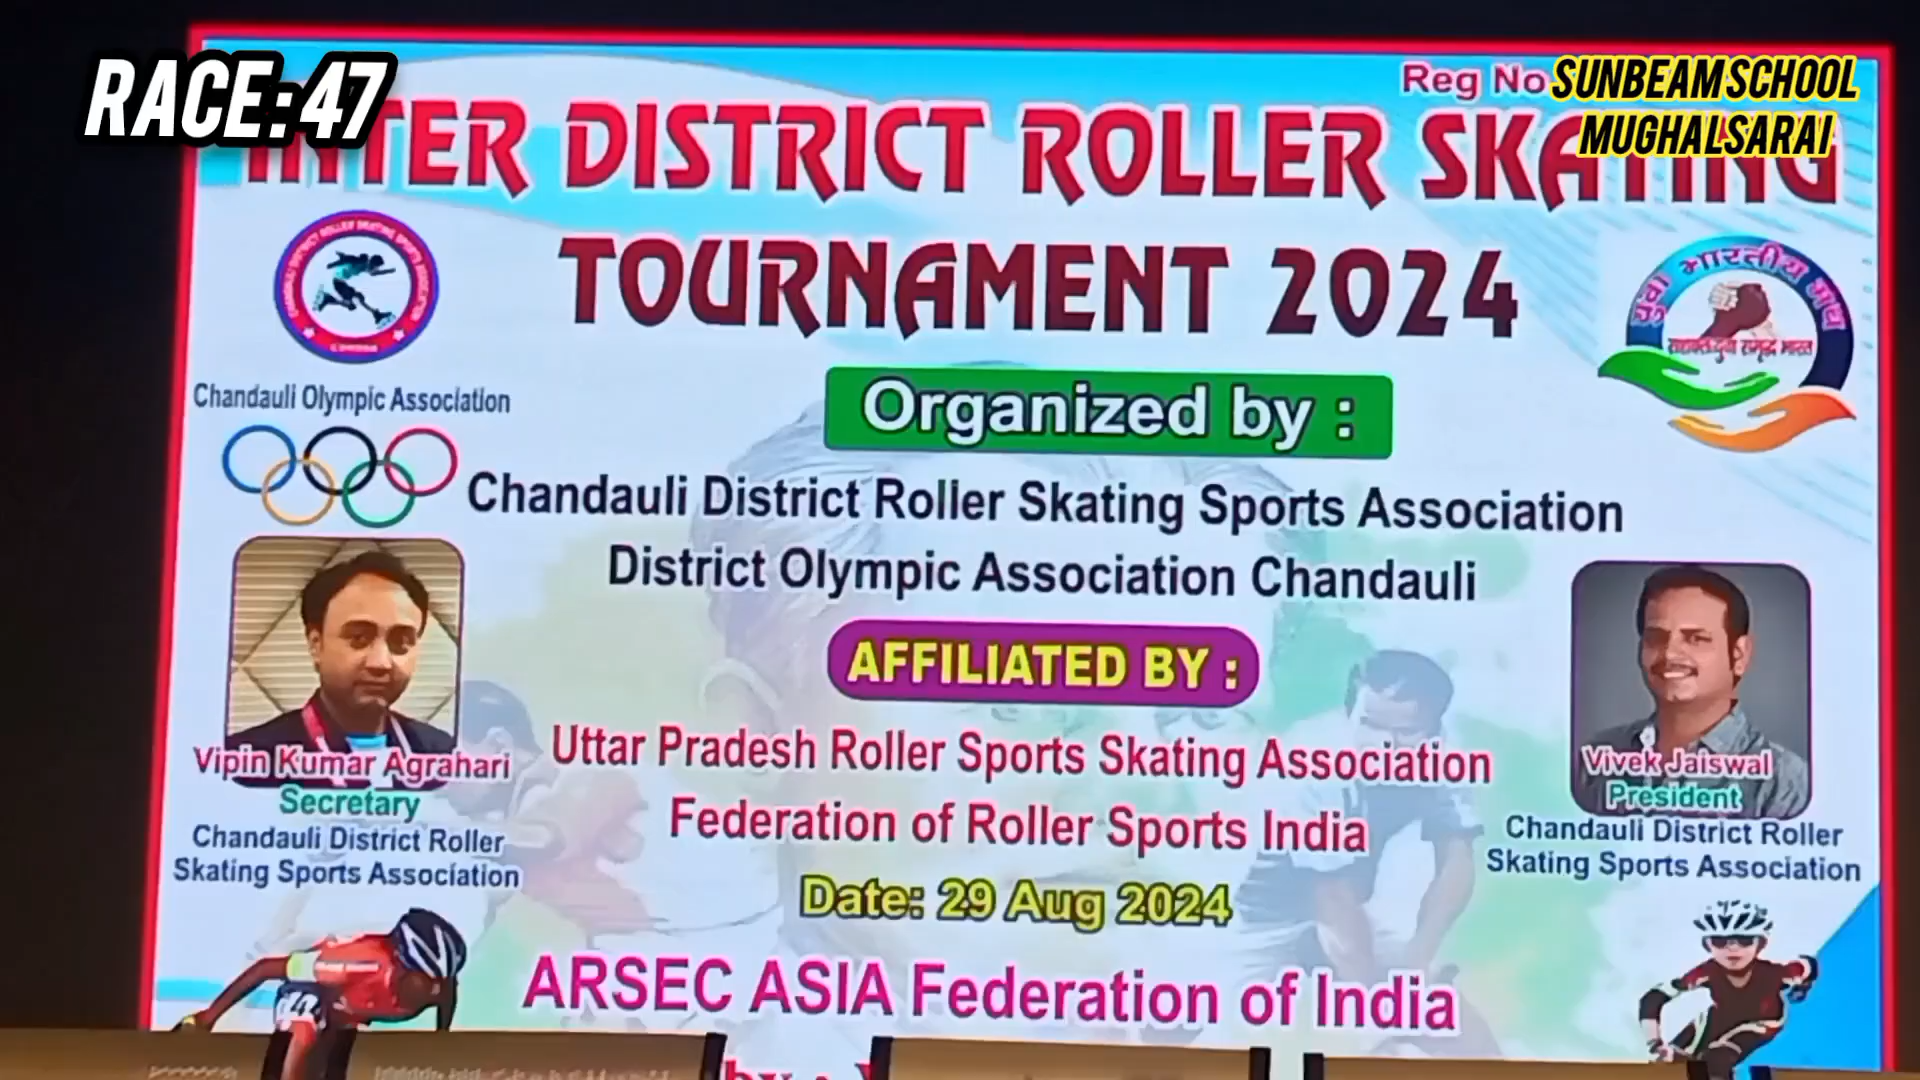 RACE: 47
Reg No
SUNBEAM SCHOOL
MUGHALSARAI
INTER DISTRICT ROLLER SKATING
TOURNAMENT 2024
युवा भारतीय मंच
Chandauli Olympic Association
Organized by :
Chandauli District Roller Skating Sports Association
District Olympic Association Chandauli
AFFILIATED BY :
Uttar Pradesh Roller Sports Skating Association
Federation of Roller Sports India
Vipin Kumar Agrahari
Secretary
Chandauli District Roller
Skating Sports Association
Vivek Jaiswal
President
Chandauli District Roller
Skating Sports Association
Date: 29 Aug 2024
ARSEC ASIA Federation of India